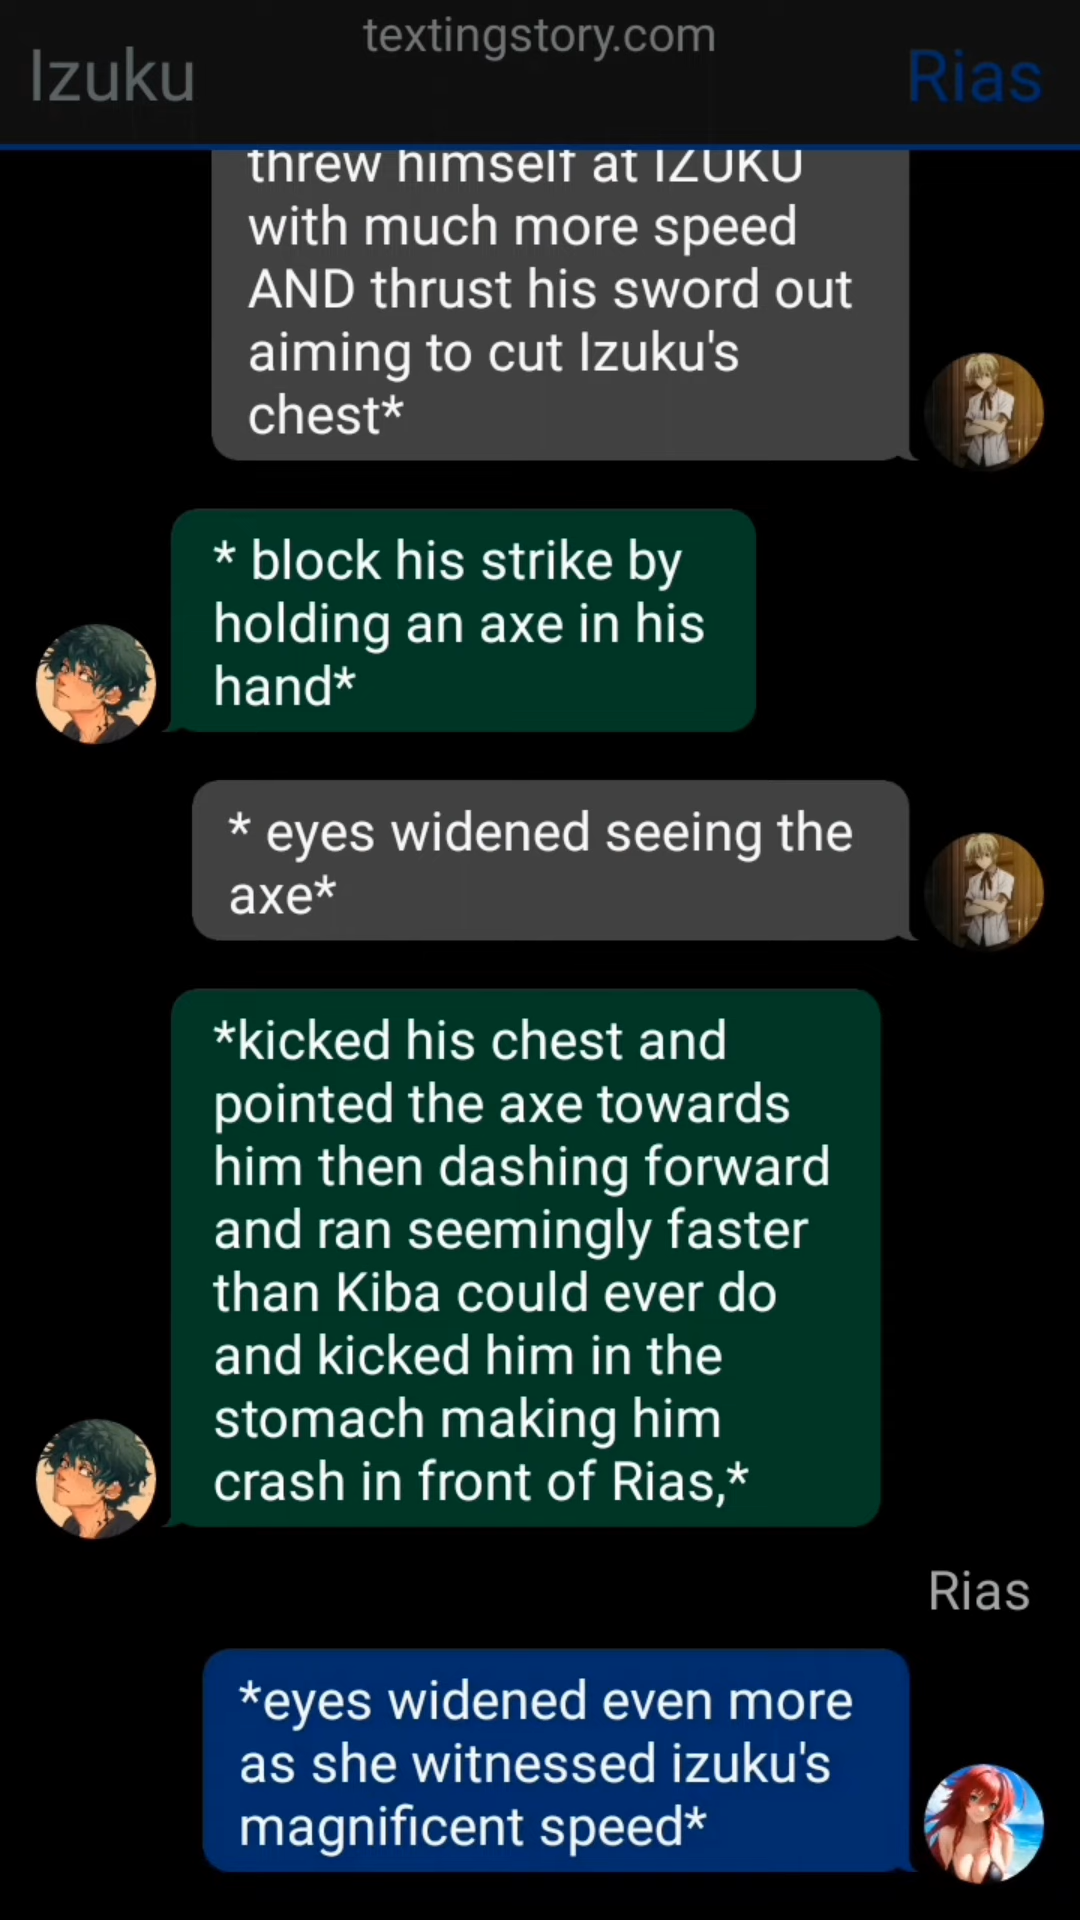 textingstory.com
Izuku
Rias
threw himself at IZUKU
with much more speed
AND thrust his sword out
aiming to cut Izuku's
chest*
* block his strike by
holding an axe in his
hand*
* eyes widened seeing the
axe*
*kicked his chest and
pointed the axe towards
him then dashing forward
and ran seemingly faster
than Kiba could ever do
and kicked him in the
stomach making him
crash in front of Rias,*
Rias
*eyes widened even more
as she witnessed izuku's
magnificent speed*